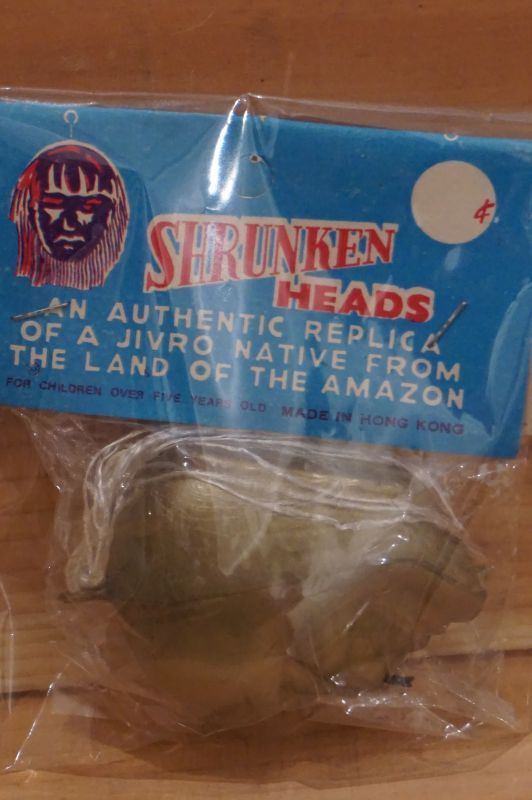 ¢
SHRUNKEN
HEADS
AN AUTHENTIC REPLICA
OF A JIVRO NATIVE FROM
THE LAND OF THE AMAZON
FOR CHILDREN OVER FIVE YEARS OLD MADE IN HONG KONG